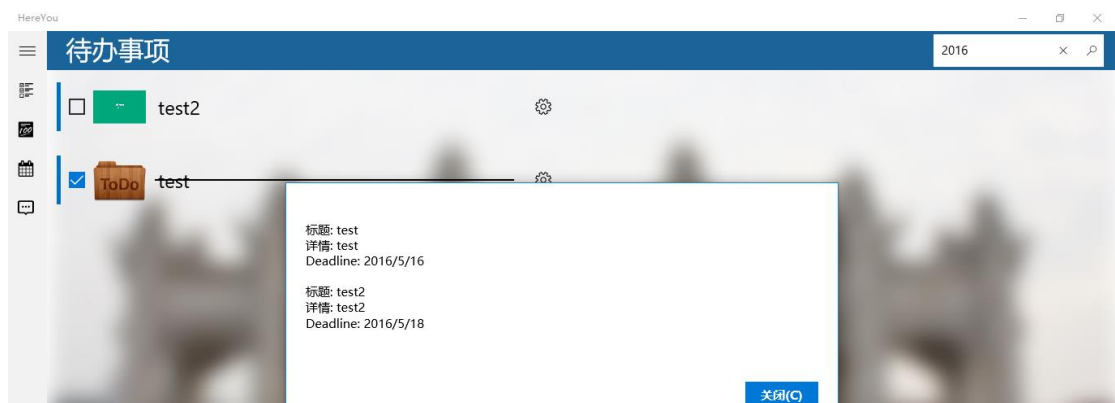 HereYou
待办事项
2016
test2
ToDo
test
标题: test
详情: test
Deadline: 2016/5/16
标题: test2
详情: test2
Deadline: 2016/5/18
关闭(C)
100